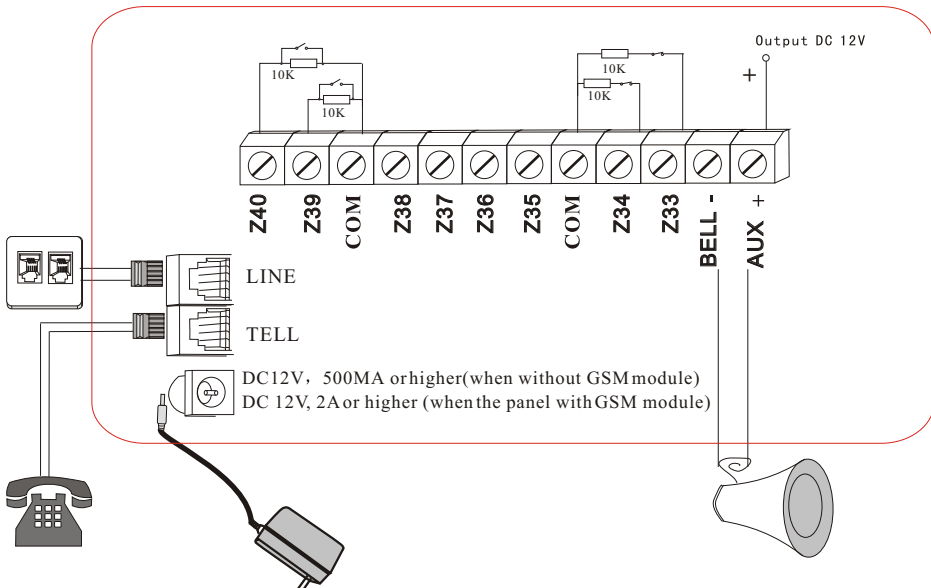 Output DC 12V
+
10K
10K
10K
10K
Z40
Z39
COM
Z38
Z37
Z36
Z35
COM
Z34
Z33
BELL -
AUX +
LINE
TELL
DC12V, 500MA or higher(when without GSM module)
DC 12V, 2A or higher (when the panel with GSM module)